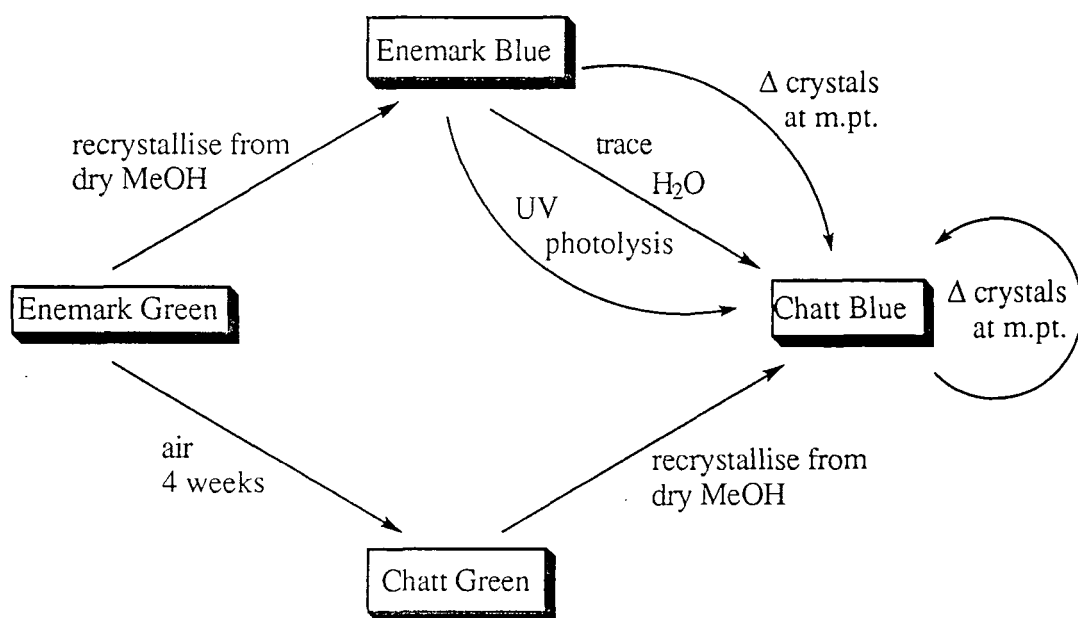 Enemark Blue
Δ crystals
at m.pt.
recrystallise from
dry MeOH
trace
H₂O
UV
photolysis
Enemark Green
Chatt Blue
Δ crystals
at m.pt.
air
4 weeks
recrystallise from
dry MeOH
Chatt Green